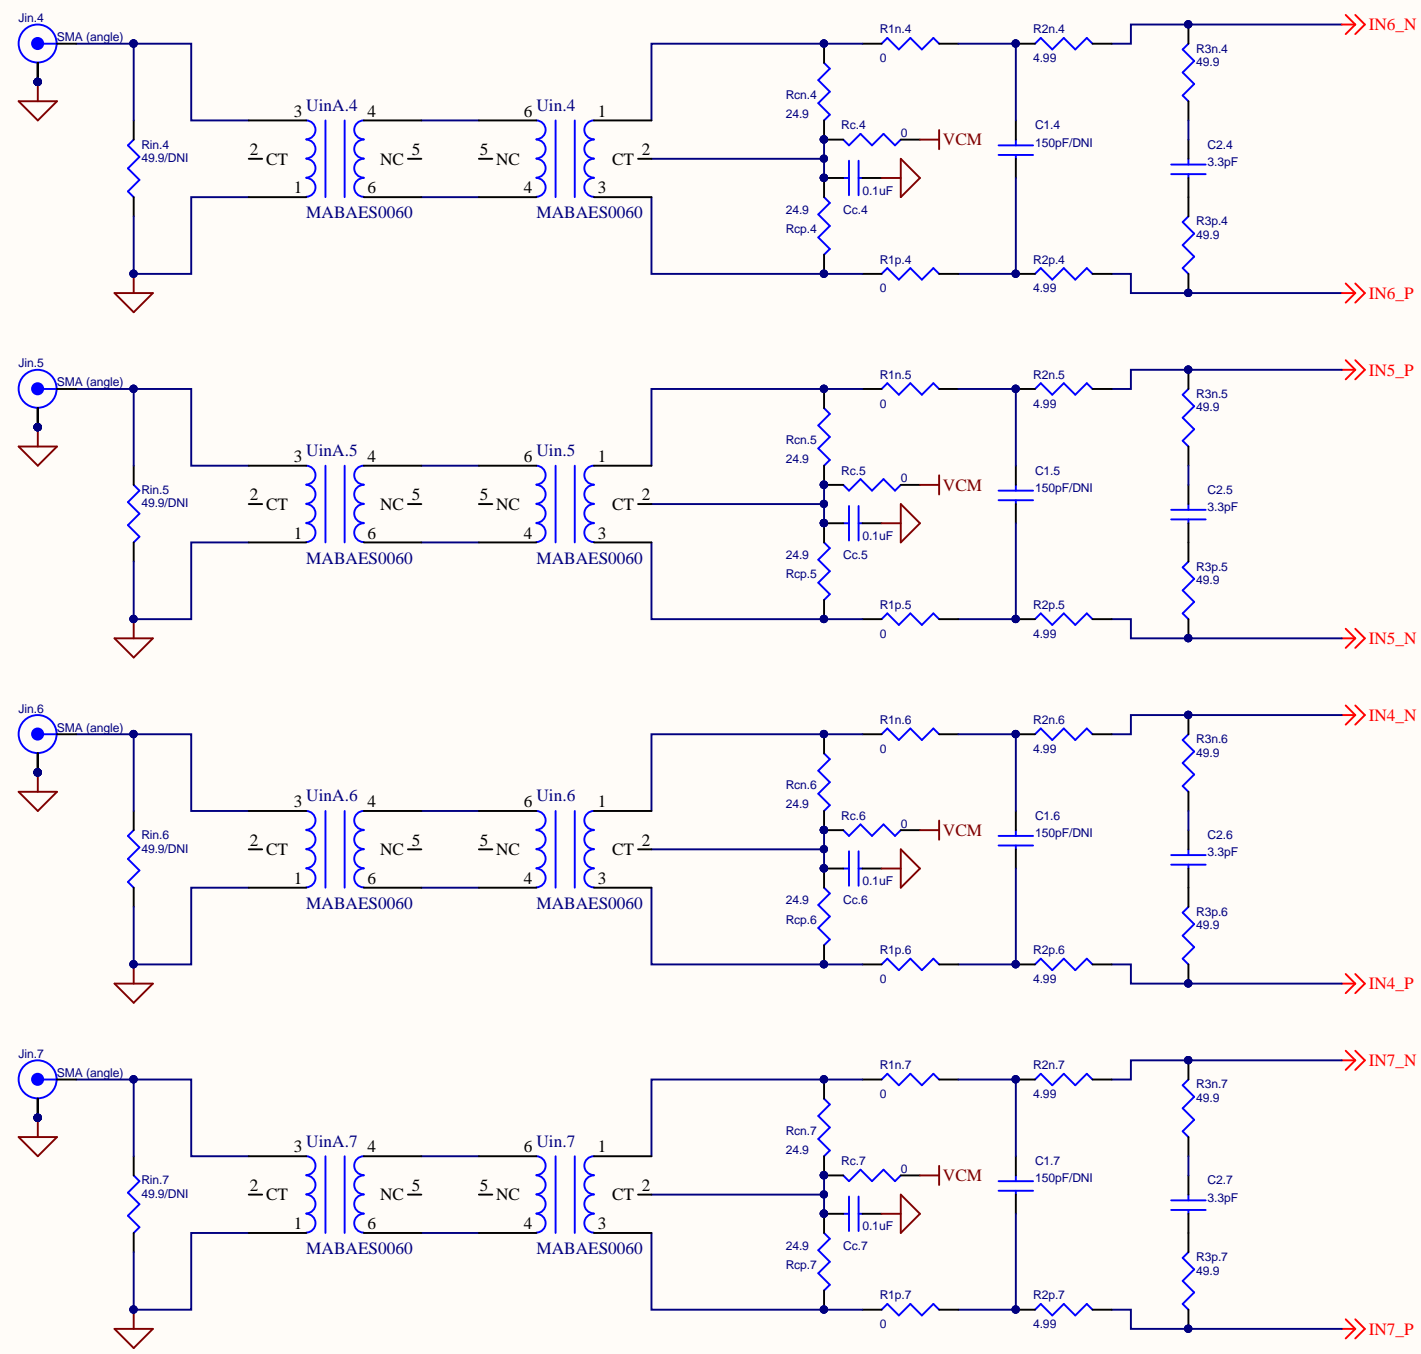 Jin.4
SMA (angle)
Rin.4
49.9/DNI
UinA.4
3
4
2
CT
NC
5
1
6
MABAES0060
Uin.4
6
1
5
NC
CT
2
4
3
MABAES0060
Rcn.4
24.9
Rc.4
0
VCM
0.1uF
Cc.4
24.9
Rcp.4
R1n.4
0
R1p.4
0
C1.4
150pF/DNI
R2n.4
4.99
R2p.4
4.99
R3n.4
49.9
C2.4
3.3pF
R3p.4
49.9
IN6_N
IN6_P
Jin.5
SMA (angle)
Rin.5
49.9/DNI
UinA.5
3
4
2
CT
NC
5
1
6
MABAES0060
Uin.5
6
1
5
NC
CT
2
4
3
MABAES0060
Rcn.5
24.9
Rc.5
0
VCM
0.1uF
Cc.5
24.9
Rcp.5
R1n.5
0
R1p.5
0
C1.5
150pF/DNI
R2n.5
4.99
R2p.5
4.99
R3n.5
49.9
C2.5
3.3pF
R3p.5
49.9
IN5_P
IN5_N
Jin.6
SMA (angle)
Rin.6
49.9/DNI
UinA.6
3
4
2
CT
NC
5
1
6
MABAES0060
Uin.6
6
1
5
NC
CT
2
4
3
MABAES0060
Rcn.6
24.9
Rc.6
0
VCM
0.1uF
Cc.6
24.9
Rcp.6
R1n.6
0
R1p.6
0
C1.6
150pF/DNI
R2n.6
4.99
R2p.6
4.99
R3n.6
49.9
C2.6
3.3pF
R3p.6
49.9
IN4_N
IN4_P
Jin.7
SMA (angle)
Rin.7
49.9/DNI
UinA.7
3
4
2
CT
NC
5
1
6
MABAES0060
Uin.7
6
1
5
NC
CT
2
4
3
MABAES0060
Rcn.7
24.9
Rc.7
0
VCM
0.1uF
Cc.7
24.9
Rcp.7
R1n.7
0
R1p.7
0
C1.7
150pF/DNI
R2n.7
4.99
R2p.7
4.99
R3n.7
49.9
C2.7
3.3pF
R3p.7
49.9
IN7_N
IN7_P